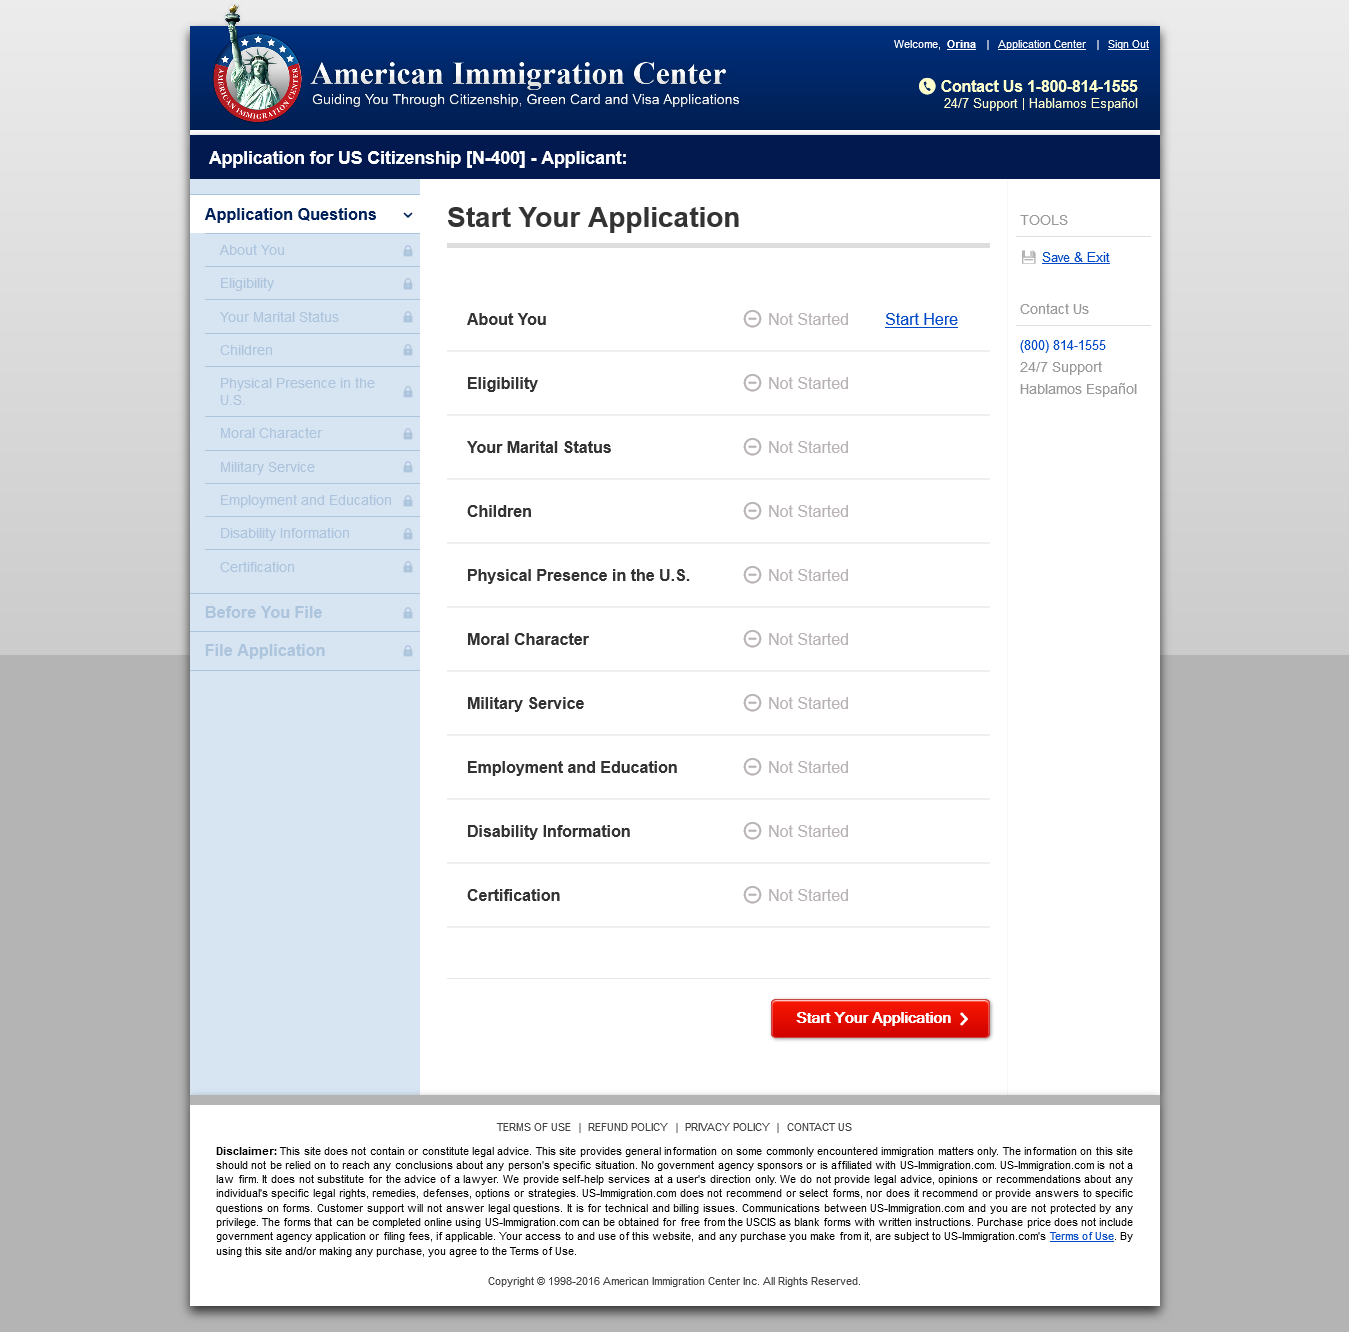 Welcome, Orina | Application Center | Sign Out
American Immigration Center
Guiding You Through Citizenship, Green Card and Visa Applications
AMERICAN IMMIGRATION CENTER
Contact Us 1-800-814-1555
24/7 Support | Hablamos Español
Application for US Citizenship [N-400] - Applicant:
Application Questions
About You
Eligibility
Your Marital Status
Children
Physical Presence in the
U.S.
Moral Character
Military Service
Employment and Education
Disability Information
Certification
Before You File
File Application
Start Your Application
About You Not Started Start Here
Eligibility Not Started
Your Marital Status Not Started
Children Not Started
Physical Presence in the U.S. Not Started
Moral Character Not Started
Military Service Not Started
Employment and Education Not Started
Disability Information Not Started
Certification Not Started
Start Your Application
TOOLS
Save & Exit
Contact Us
(800) 814-1555
24/7 Support
Hablamos Español
TERMS OF USE | REFUND POLICY | PRIVACY POLICY | CONTACT US
Disclaimer: This site does not contain or constitute legal advice. This site provides general information on some commonly encountered immigration matters only. The information on this site
should not be relied on to reach any conclusions about any person's specific situation. No government agency sponsors or is affiliated with US-Immigration.com. US-Immigration.com is not a
law firm. It does not substitute for the advice of a lawyer. We provide self-help services at a user's direction only. We do not provide legal advice, opinions or recommendations about any
individual's specific legal rights, remedies, defenses, options or strategies. US-Immigration.com does not recommend or select forms, nor does it recommend or provide answers to specific
questions on forms. Customer support will not answer legal questions. It is for technical and billing issues. Communications between US-Immigration.com and you are not protected by any
privilege. The forms that can be completed online using US-Immigration.com can be obtained for free from the USCIS as blank forms with written instructions. Purchase price does not include
government agency application or filing fees, if applicable. Your access to and use of this website, and any purchase you make from it, are subject to US-Immigration.com's Terms of Use. By
using this site and/or making any purchase, you agree to the Terms of Use.
Copyright © 1998-2016 American Immigration Center Inc. All Rights Reserved.